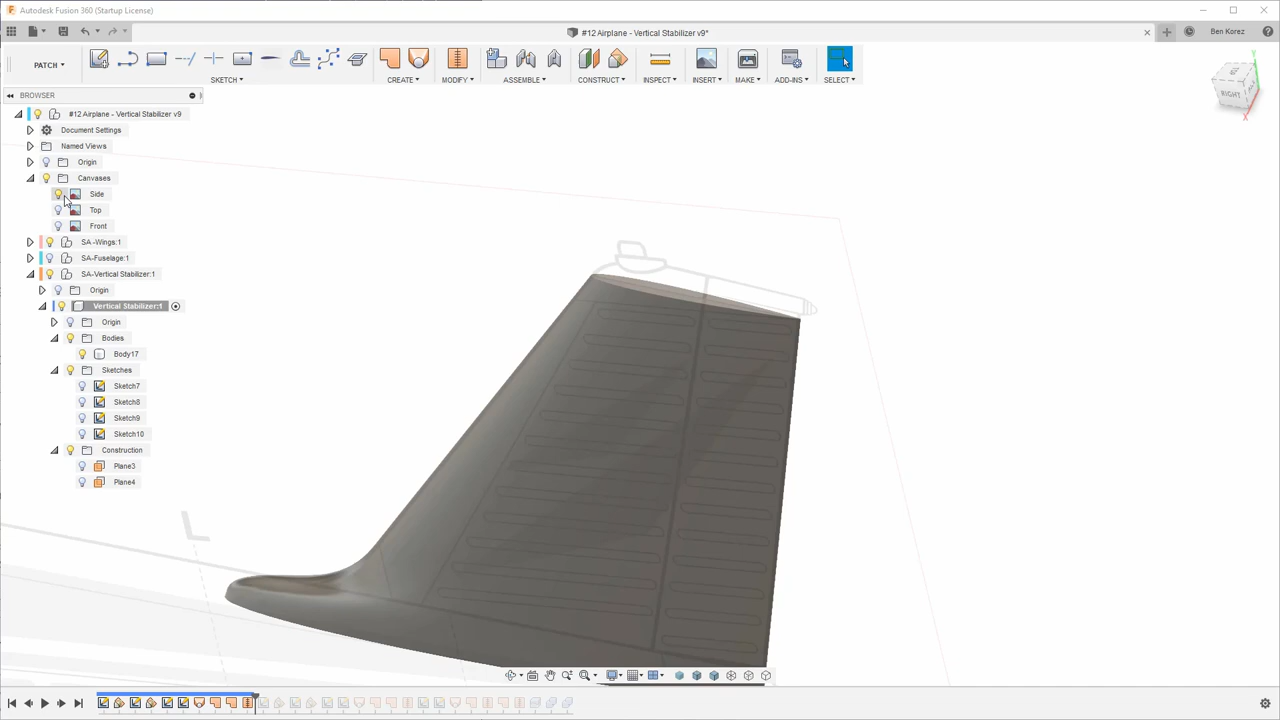 Autodesk Fusion 360 (Startup License)
#12 Airplane - Vertical Stabilizer v9*
Ben Korez
PATCH
SKETCH
CREATE
MODIFY
ASSEMBLE
CONSTRUCT
INSPECT
INSERT
MAKE
ADD-INS
SELECT
RIGHT
BROWSER
#12 Airplane - Vertical Stabilizer v9
Document Settings
Named Views
Origin
Canvases
Side
Top
Front
SA -Wings:1
SA-Fuselage:1
SA-Vertical Stabilizer:1
Origin
Vertical Stabilizer:1
Origin
Bodies
Body17
Sketches
Sketch7
Sketch8
Sketch9
Sketch10
Construction
Plane3
Plane4